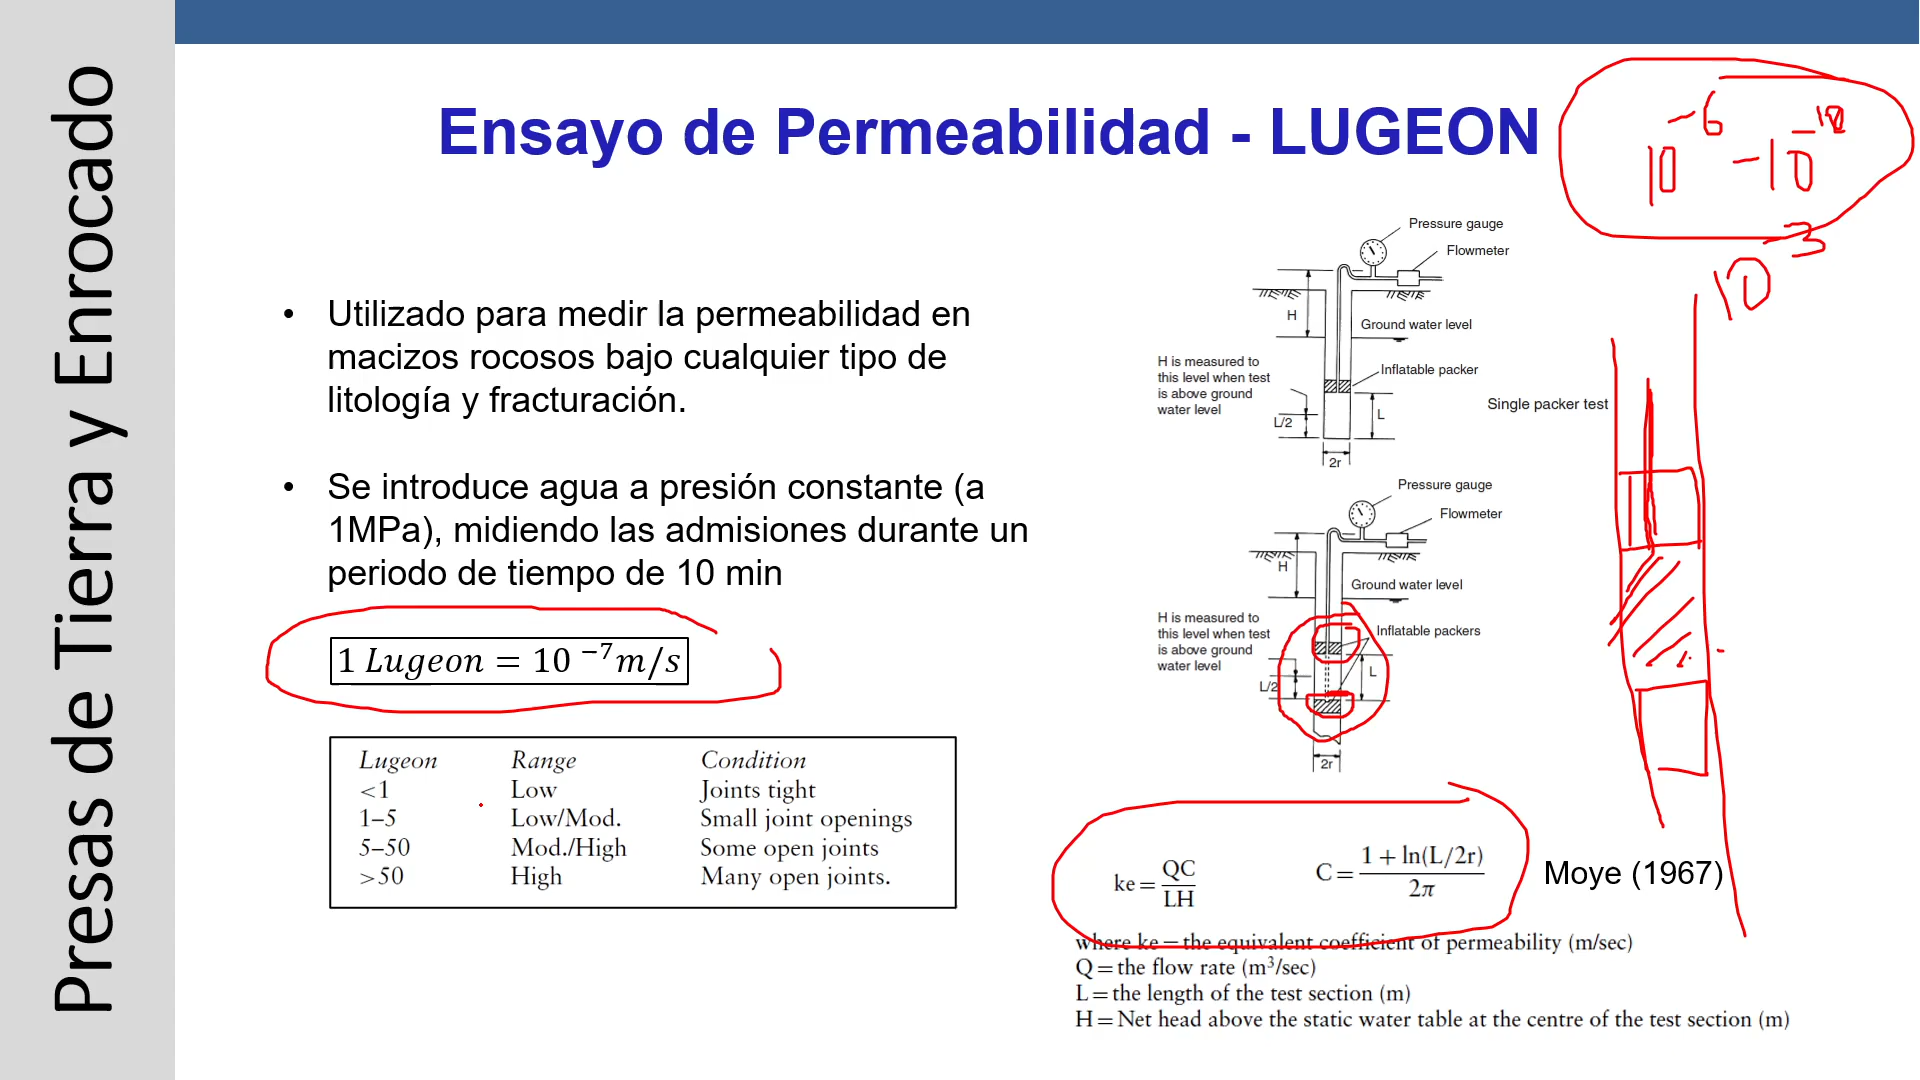 Presas de Tierra y Enrocado
Ensayo de Permeabilidad - LUGEON
10 -6 -10
10 -3
• Utilizado para medir la permeabilidad en
macizos rocosos bajo cualquier tipo de
litología y fracturación.
• Se introduce agua a presión constante (a
1MPa), midiendo las admisiones durante un
periodo de tiempo de 10 min
1 Lugeon = 10 ⁻⁷m/s
Lugeon Range Condition
<1 Low Joints tight
1–5 Low/Mod. Small joint openings
5–50 Mod./High Some open joints
>50 High Many open joints.
Pressure gauge
Flowmeter
H
Ground water level
H is measured to
this level when test
is above ground
water level
Inflatable packer
Single packer test
L
L/2
2r
Pressure gauge
Flowmeter
H
Ground water level
H is measured to
this level when test
is above ground
water level
Inflatable packers
L
L/2
2r
ke = QC/LH
C = 1 + ln(L/2r)/2π
Moye (1967)
where ke = the equivalent coefficient of permeability (m/sec)
Q = the flow rate (m³/sec)
L = the length of the test section (m)
H = Net head above the static water table at the centre of the test section (m)